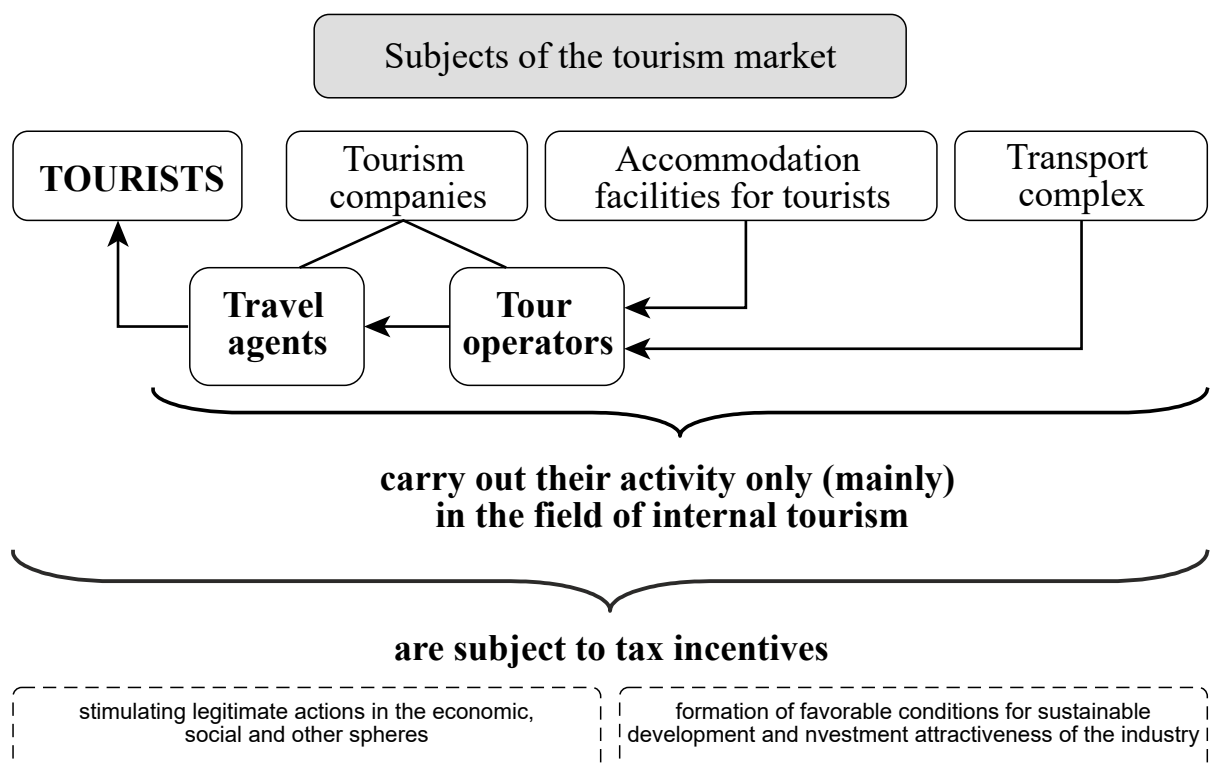 Subjects of the tourism market
TOURISTS
Tourism
companies
Accommodation
facilities for tourists
Transport
complex
Travel
agents
Tour
operators
carry out their activity only (mainly)
in the field of internal tourism
are subject to tax incentives
stimulating legitimate actions in the economic,
social and other spheres
formation of favorable conditions for sustainable
development and nvestment attractiveness of the industry